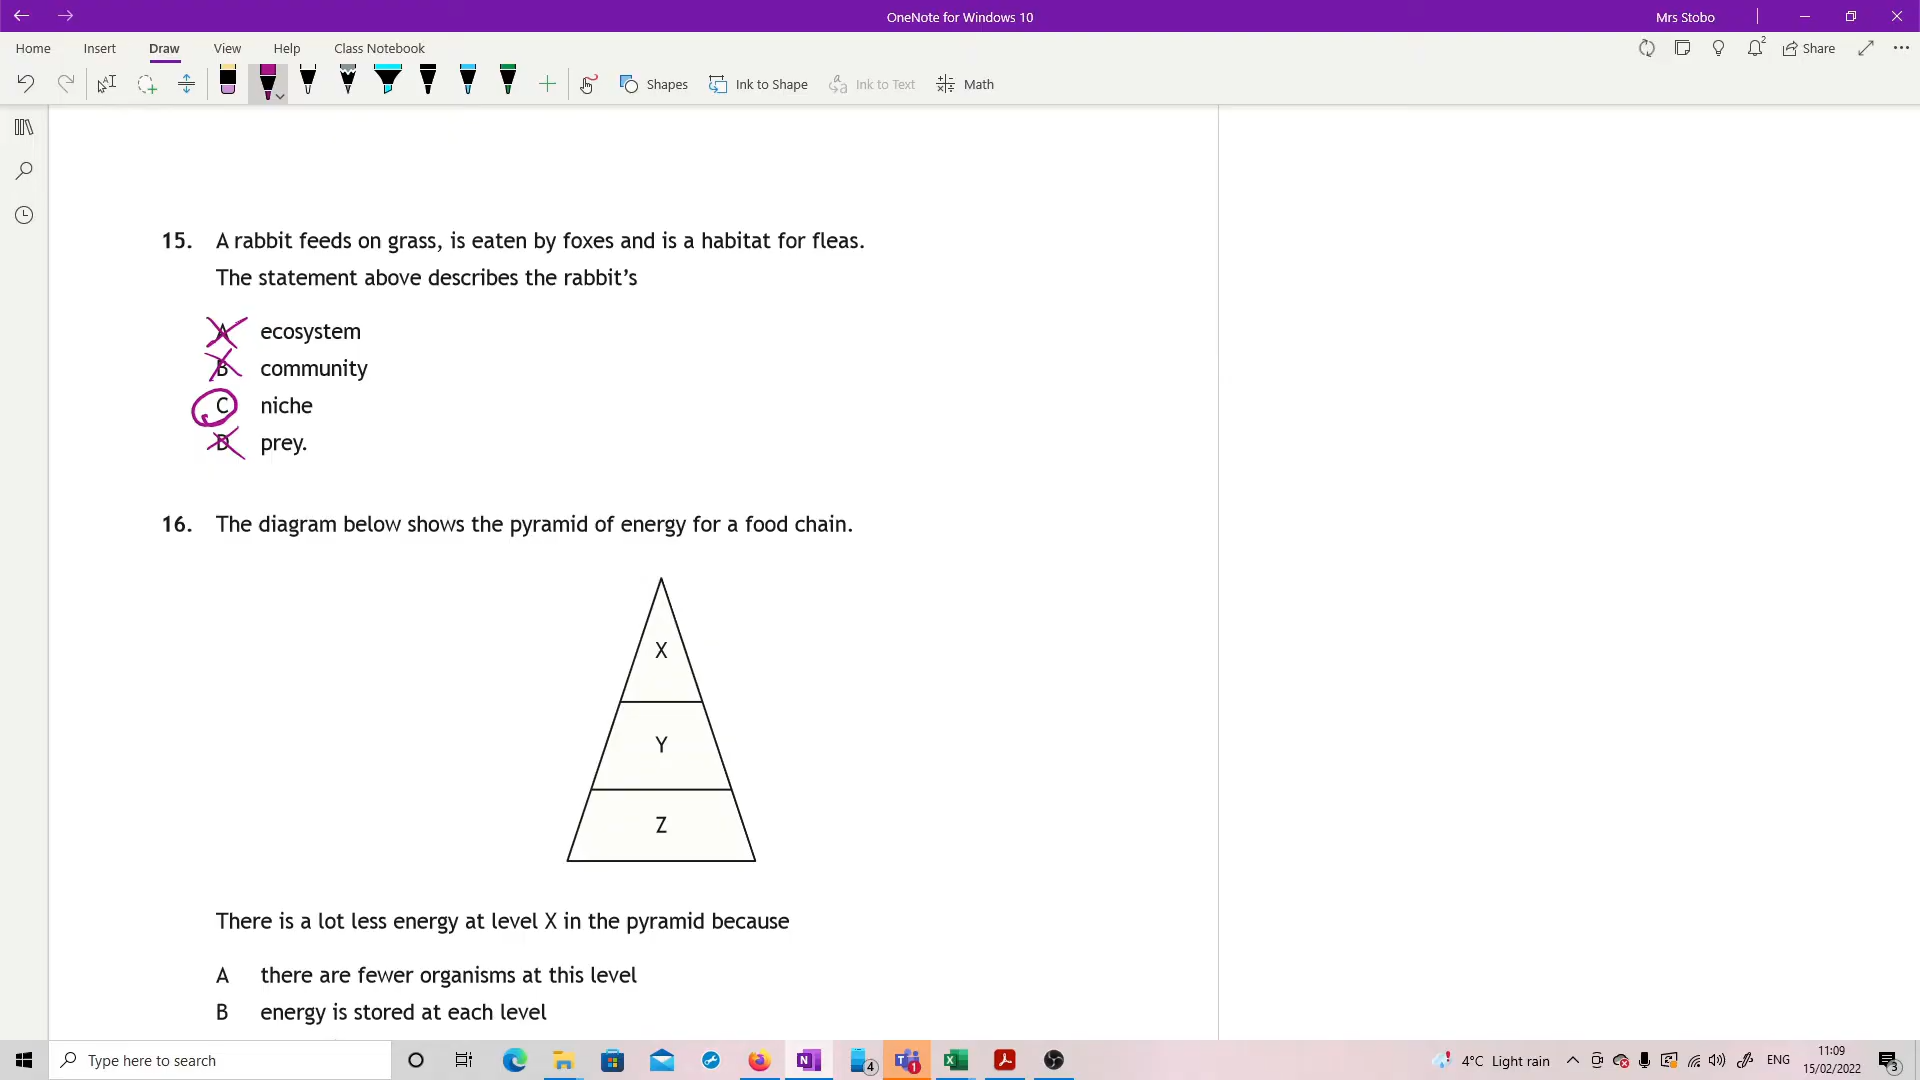 OneNote for Windows 10
Mrs Stobo
Home Insert Draw View Help Class Notebook
2
Share
Shapes Ink to Shape Ink to Text Math
15. A rabbit feeds on grass, is eaten by foxes and is a habitat for fleas.
The statement above describes the rabbit's
A ecosystem
B community
C niche
D prey.
16. The diagram below shows the pyramid of energy for a food chain.
X
Y
Z
There is a lot less energy at level X in the pyramid because
A there are fewer organisms at this level
B energy is stored at each level
Type here to search
4
1
4°C Light rain
ENG
11:09
15/02/2022
3